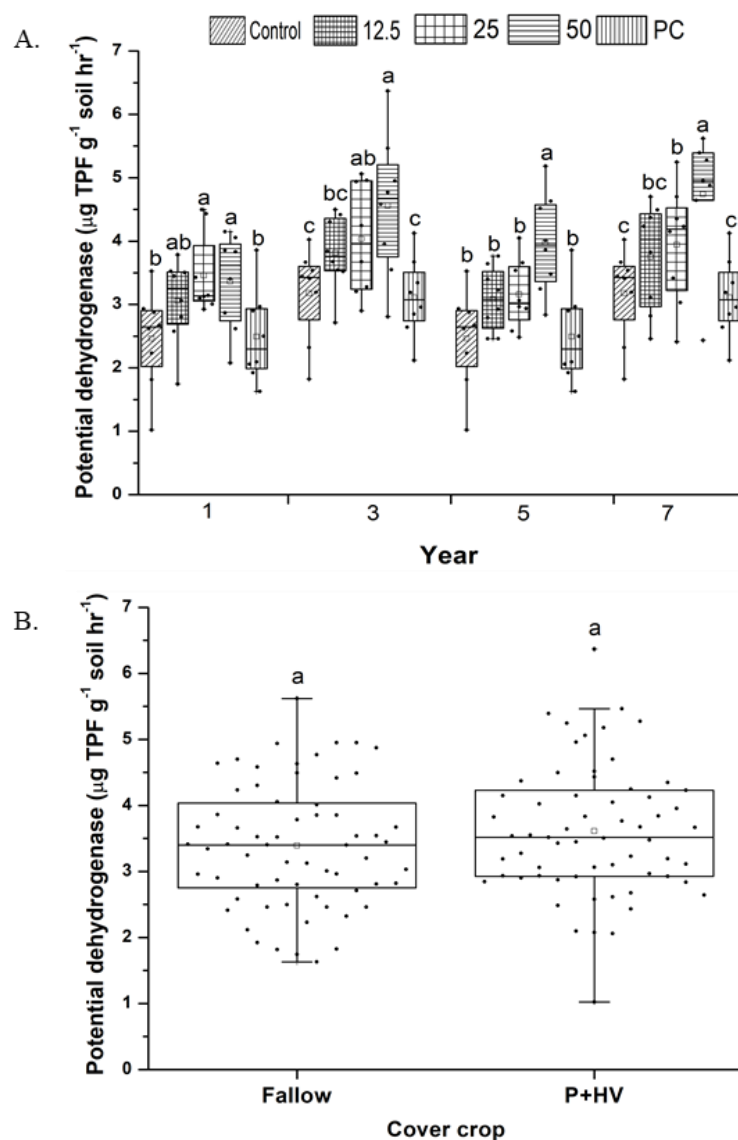 A.
Control 12.5 25 50 PC
Potential dehydrogenase (µg TPF g⁻¹ soil hr⁻¹)
7
6
5
4
3
2
1
0
b ab a a b
c bc ab a c
b b b a b
c bc b a c
1 3 5 7
Year
B.
Potential dehydrogenase (µg TPF g⁻¹ soil hr⁻¹)
7
6
5
4
3
2
1
0
a a
Fallow P+HV
Cover crop